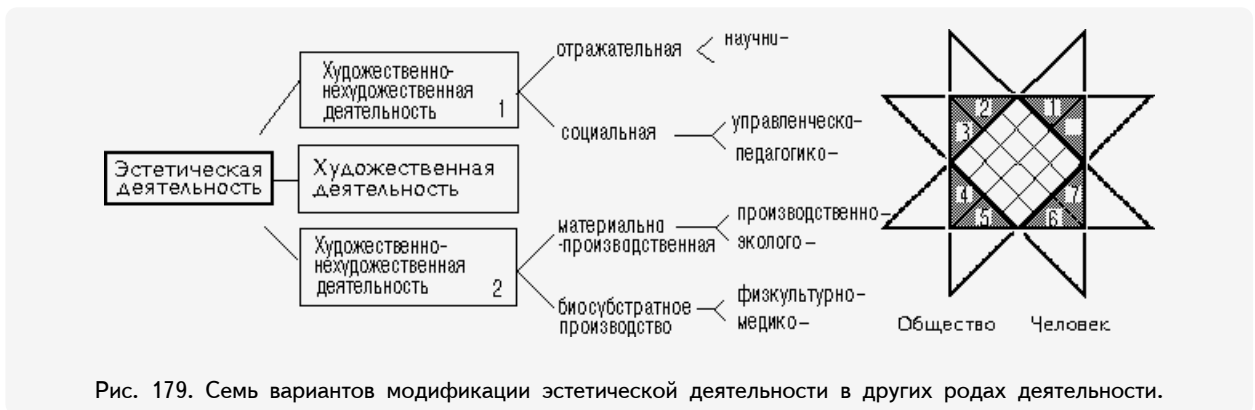 Художественно-
нехудожественная
деятельность 1
отражательная
научни–
социальная
управленческо–
педагогико–
Эстетическая
деятельность
Художественная
деятельность
Художественно-
нехудожественная
деятельность 2
материально
-производственная
производственно–
эколого–
биосубстратное
производство
физкультурно–
медико–
2 1
3
4 7
5 6
Общество Человек
Рис. 179. Семь вариантов модификации эстетической деятельности в других родах деятельности.